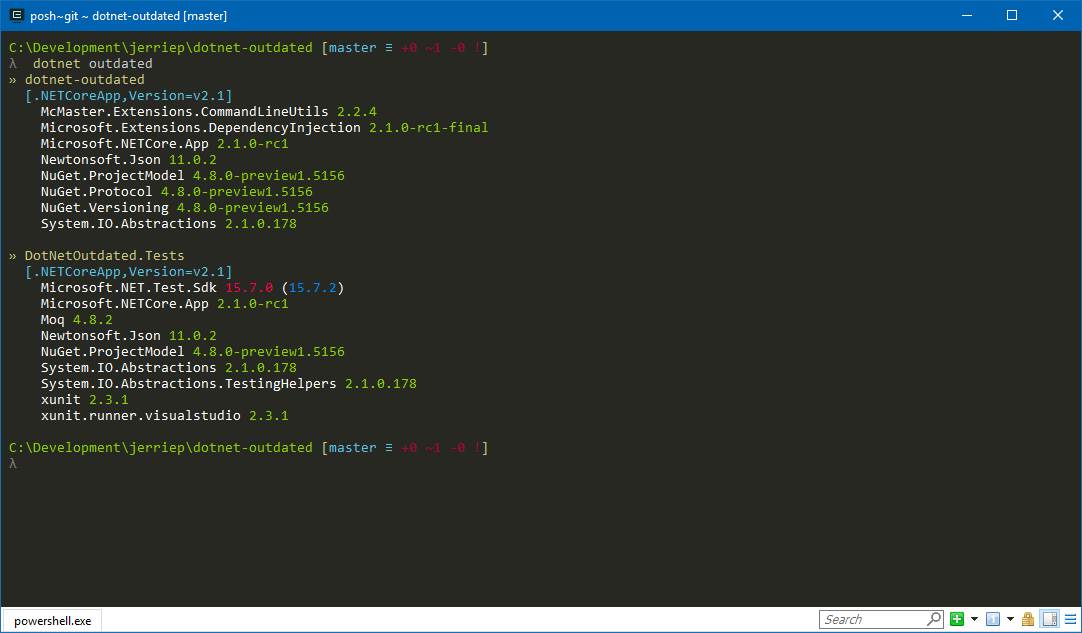 posh~git ~ dotnet-outdated [master]
C:\Development\jerriep\dotnet-outdated [master ≡ +0 ~1 -0 !]
λ  dotnet outdated
» dotnet-outdated
  [.NETCoreApp,Version=v2.1]
    McMaster.Extensions.CommandLineUtils 2.2.4
    Microsoft.Extensions.DependencyInjection 2.1.0-rc1-final
    Microsoft.NETCore.App 2.1.0-rc1
    Newtonsoft.Json 11.0.2
    NuGet.ProjectModel 4.8.0-preview1.5156
    NuGet.Protocol 4.8.0-preview1.5156
    NuGet.Versioning 4.8.0-preview1.5156
    System.IO.Abstractions 2.1.0.178
» DotNetOutdated.Tests
  [.NETCoreApp,Version=v2.1]
    Microsoft.NET.Test.Sdk 15.7.0 (15.7.2)
    Microsoft.NETCore.App 2.1.0-rc1
    Moq 4.8.2
    Newtonsoft.Json 11.0.2
    NuGet.ProjectModel 4.8.0-preview1.5156
    System.IO.Abstractions 2.1.0.178
    System.IO.Abstractions.TestingHelpers 2.1.0.178
    xunit 2.3.1
    xunit.runner.visualstudio 2.3.1
C:\Development\jerriep\dotnet-outdated [master ≡ +0 ~1 -0 !]
λ
powershell.exe
Search